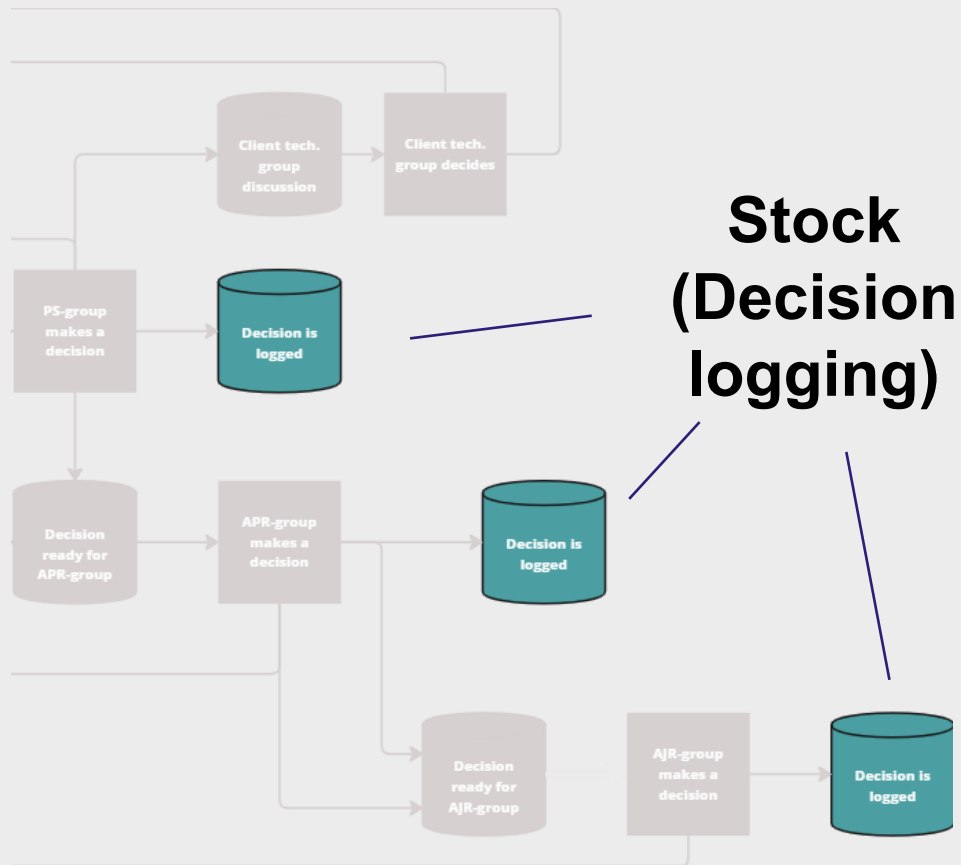 Client tech.
group
discussion
Client tech.
group decides
Stock
(Decision
logging)
PS-group
makes a
decision
Decision is
logged
Decision
ready for
APR-group
APR-group
makes a
decision
Decision is
logged
Decision
ready for
AJR-group
AJR-group
makes a
decision
Decision is
logged